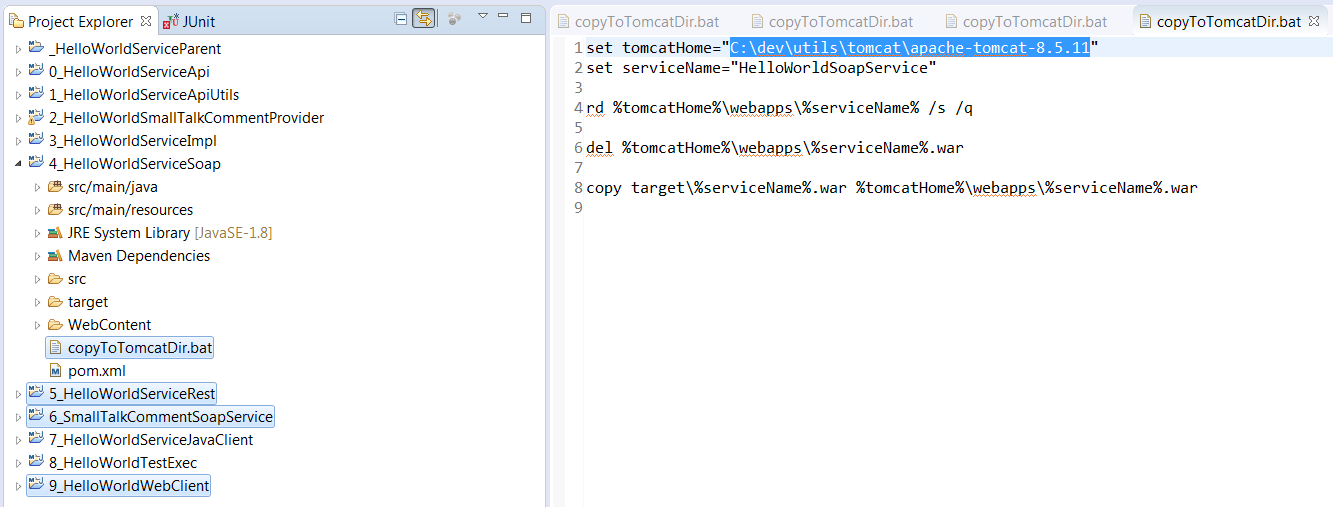 Project Explorer JUnit
_HelloWorldServiceParent
0_HelloWorldServiceApi
1_HelloWorldServiceApiUtils
2_HelloWorldSmallTalkCommentProvider
3_HelloWorldServiceImpl
4_HelloWorldServiceSoap
src/main/java
src/main/resources
JRE System Library [JavaSE-1.8]
Maven Dependencies
src
target
WebContent
copyToTomcatDir.bat
pom.xml
5_HelloWorldServiceRest
6_SmallTalkCommentSoapService
7_HelloWorldServiceJavaClient
8_HelloWorldTestExec
9_HelloWorldWebClient
copyToTomcatDir.bat copyToTomcatDir.bat copyToTomcatDir.bat copyToTomcatDir.bat
1 set tomcatHome="C:\dev\utils\tomcat\apache-tomcat-8.5.11"
2 set serviceName="HelloWorldSoapService"
3
4 rd %tomcatHome%\webapps\%serviceName% /s /q
5
6 del %tomcatHome%\webapps\%serviceName%.war
7
8 copy target\%serviceName%.war %tomcatHome%\webapps\%serviceName%.war
9